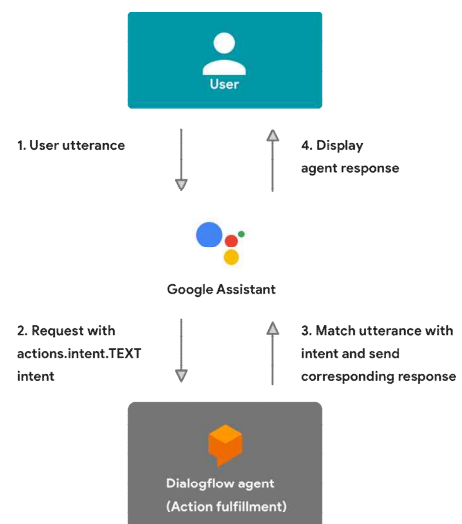 User
1. User utterance
4. Display
agent response
Google Assistant
2. Request with
actions.intent.TEXT
intent
3. Match utterance with
intent and send
corresponding response
Dialogflow agent
(Action fulfillment)